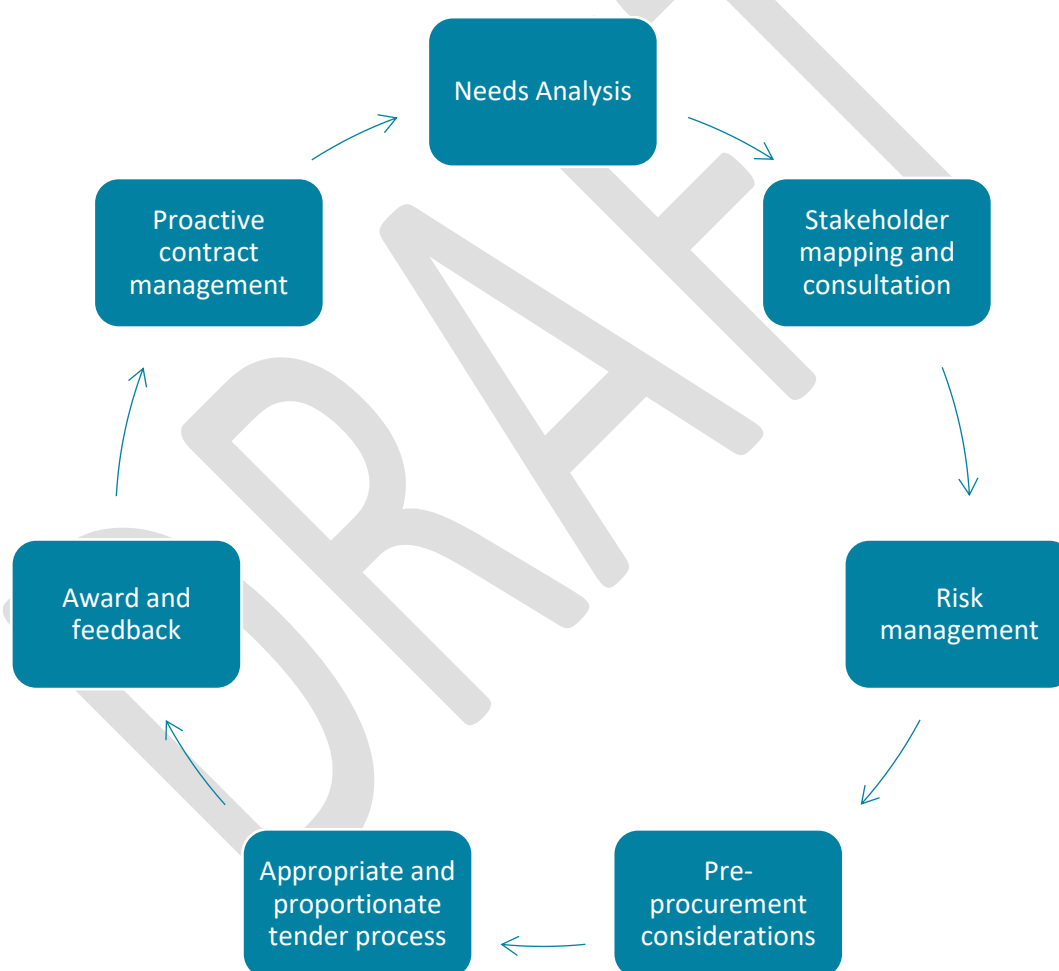 Needs Analysis
Stakeholder
mapping and
consultation
Risk
management
Pre-
procurement
considerations
Appropriate and
proportionate
tender process
Award and
feedback
Proactive
contract
management
DRAFT